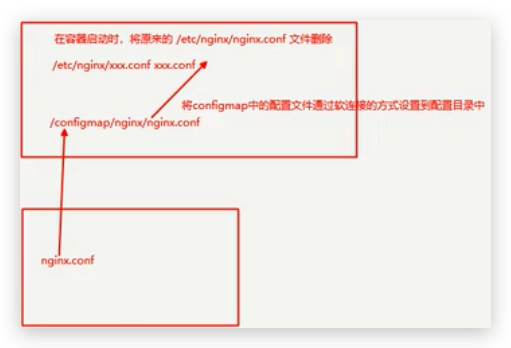 在容器启动时，将原来的 /etc/nginx/nginx.conf 文件删除
/etc/nginx/xxx.conf xxx.conf
将configmap中的配置文件通过软连接的方式设置到配置目录中
/configmap/nginx/nginx.conf
nginx.conf